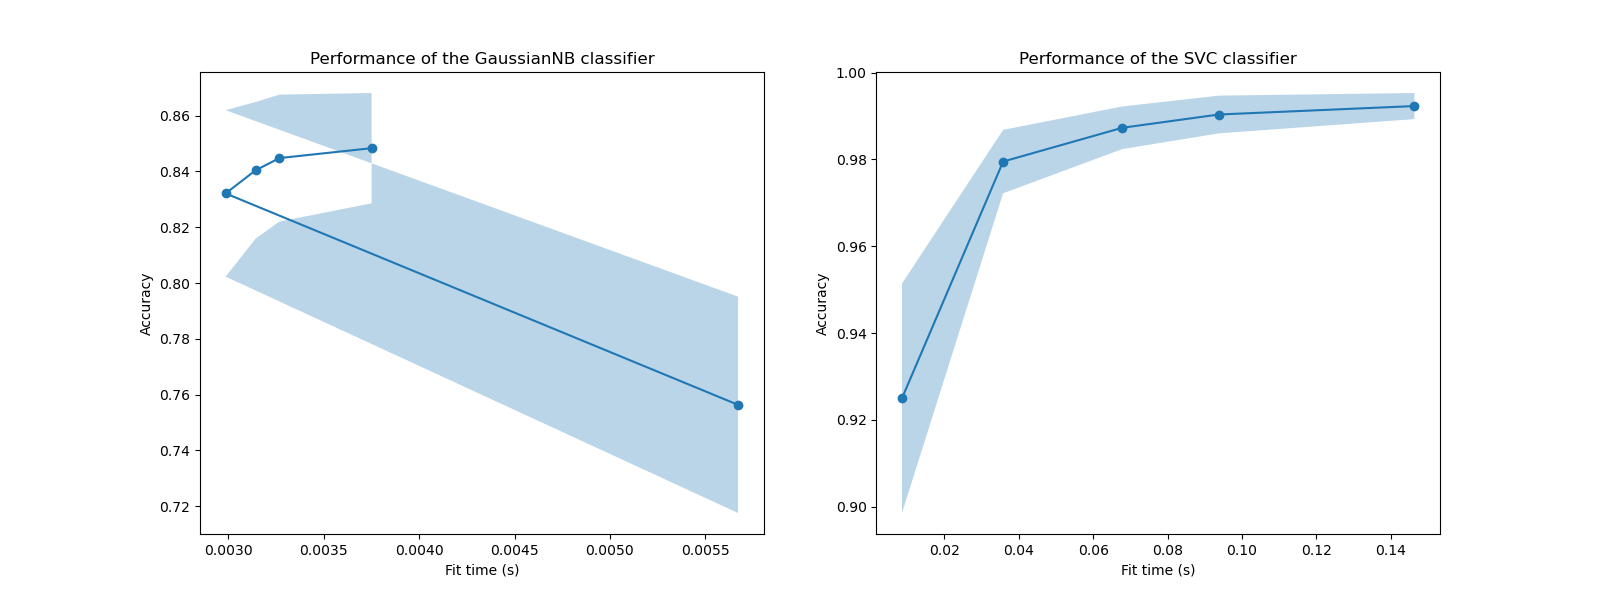 Performance of the GaussianNB classifier
0.86
0.84
0.82
0.80
0.78
0.76
0.74
0.72
Accuracy
0.0030 0.0035 0.0040 0.0045 0.0050 0.0055
Fit time (s)
Performance of the SVC classifier
1.00
0.98
0.96
0.94
0.92
0.90
Accuracy
0.02 0.04 0.06 0.08 0.10 0.12 0.14
Fit time (s)